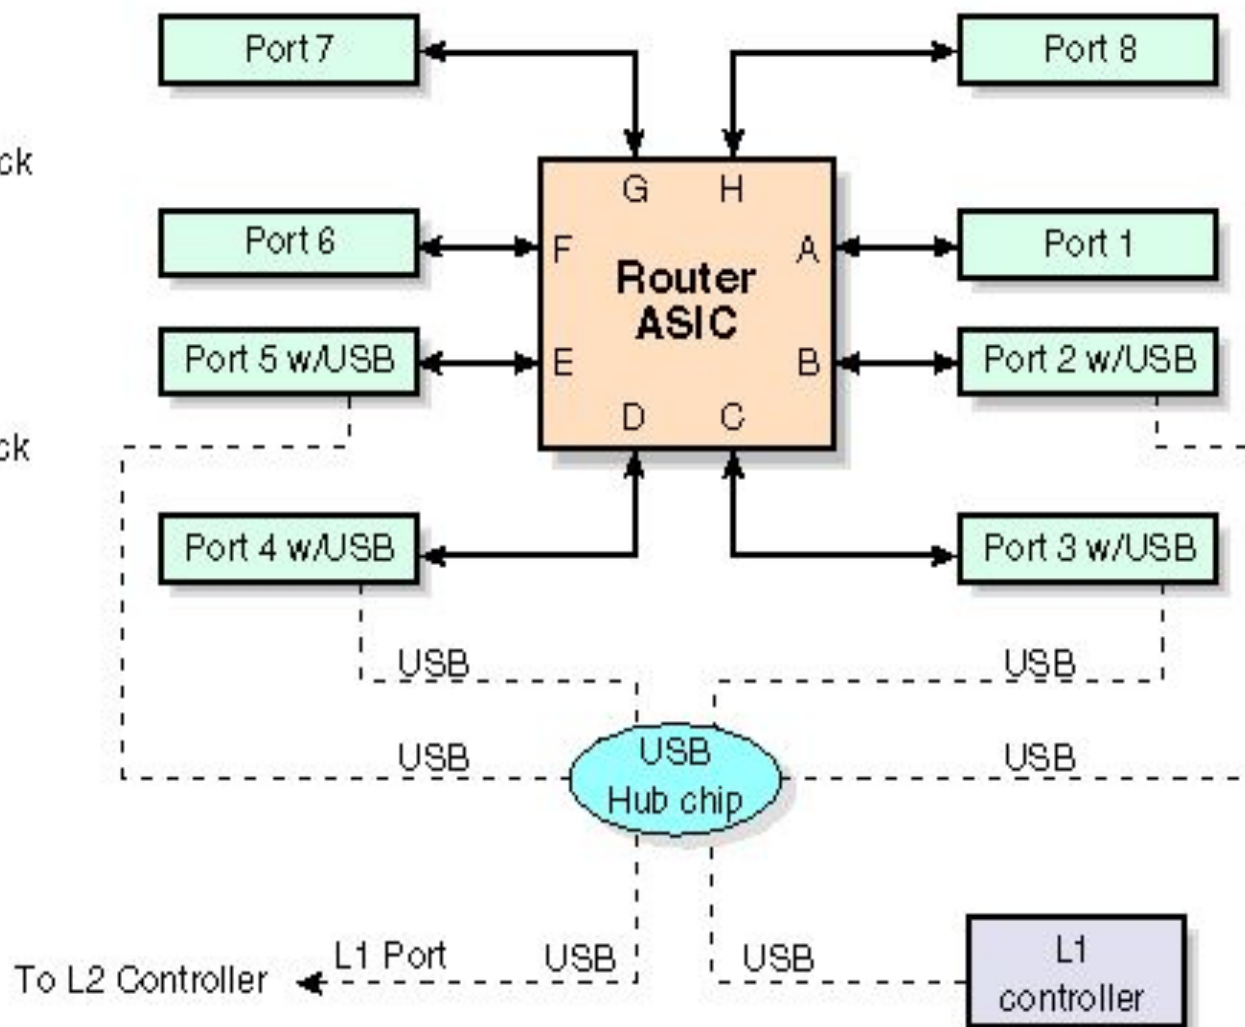 Port 7
Port 8
ck
G H
Port 6
F
A
Port 1
Router
ASIC
Port 5 w/USB
E
B
Port 2 w/USB
D C
ck
Port 4 w/USB
Port 3 w/USB
USB
USB
USB
USB
USB
Hub chip
To L2 Controller
L1 Port
USB
USB
L1
controller